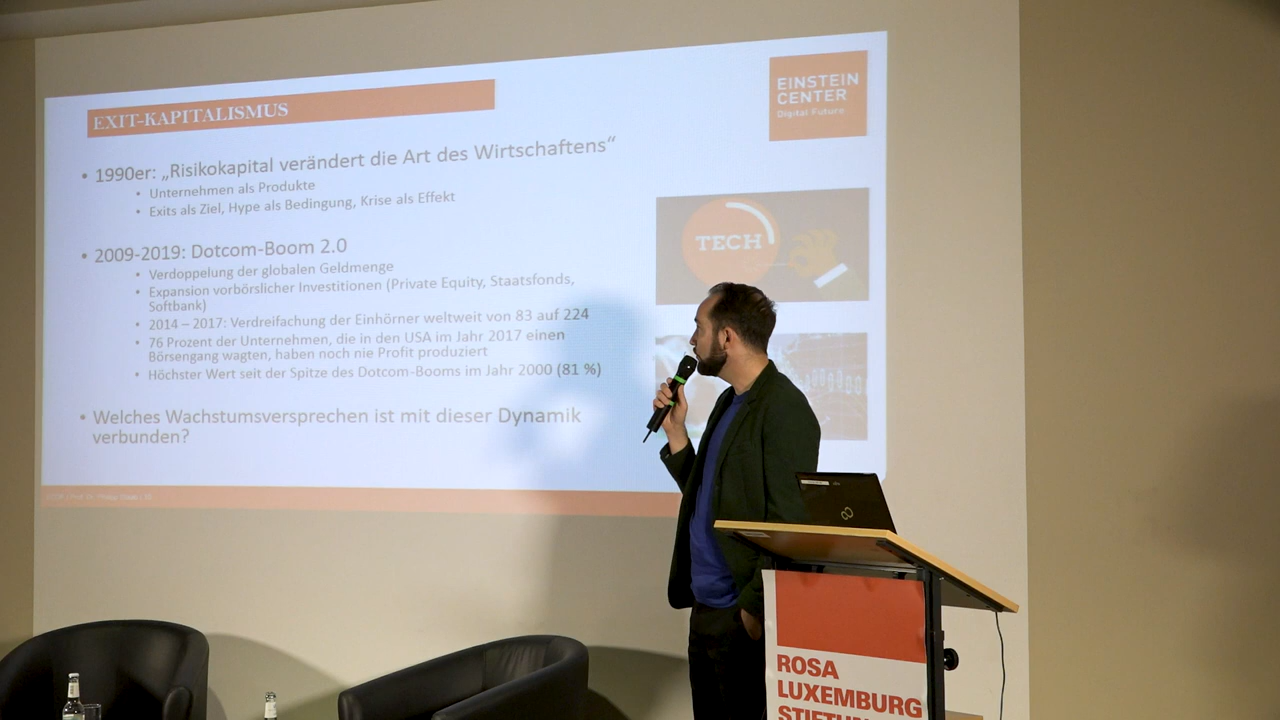 EXIT-KAPITALISMUS
EINSTEIN
CENTER
Digital Future
• 1990er: „Risikokapital verändert die Art des Wirtschaftens“
• Unternehmen als Produkte
• Exits als Ziel, Hype als Bedingung, Krise als Effekt
TECH
• 2009-2019: Dotcom-Boom 2.0
• Verdoppelung der globalen Geldmenge
• Expansion vorbörslicher Investitionen (Private Equity, Staatsfonds,
Softbank)
• 2014 – 2017: Verdreifachung der Einhörner weltweit von 83 auf 224
• 76 Prozent der Unternehmen, die in den USA im Jahr 2017 einen
Börsengang wagten, haben noch nie Profit produziert
• Höchster Wert seit der Spitze des Dotcom-Booms im Jahr 2000 (81 %)
• Welches Wachstumsversprechen ist mit dieser Dynamik
verbunden?
ROSA
LUXEMBURG